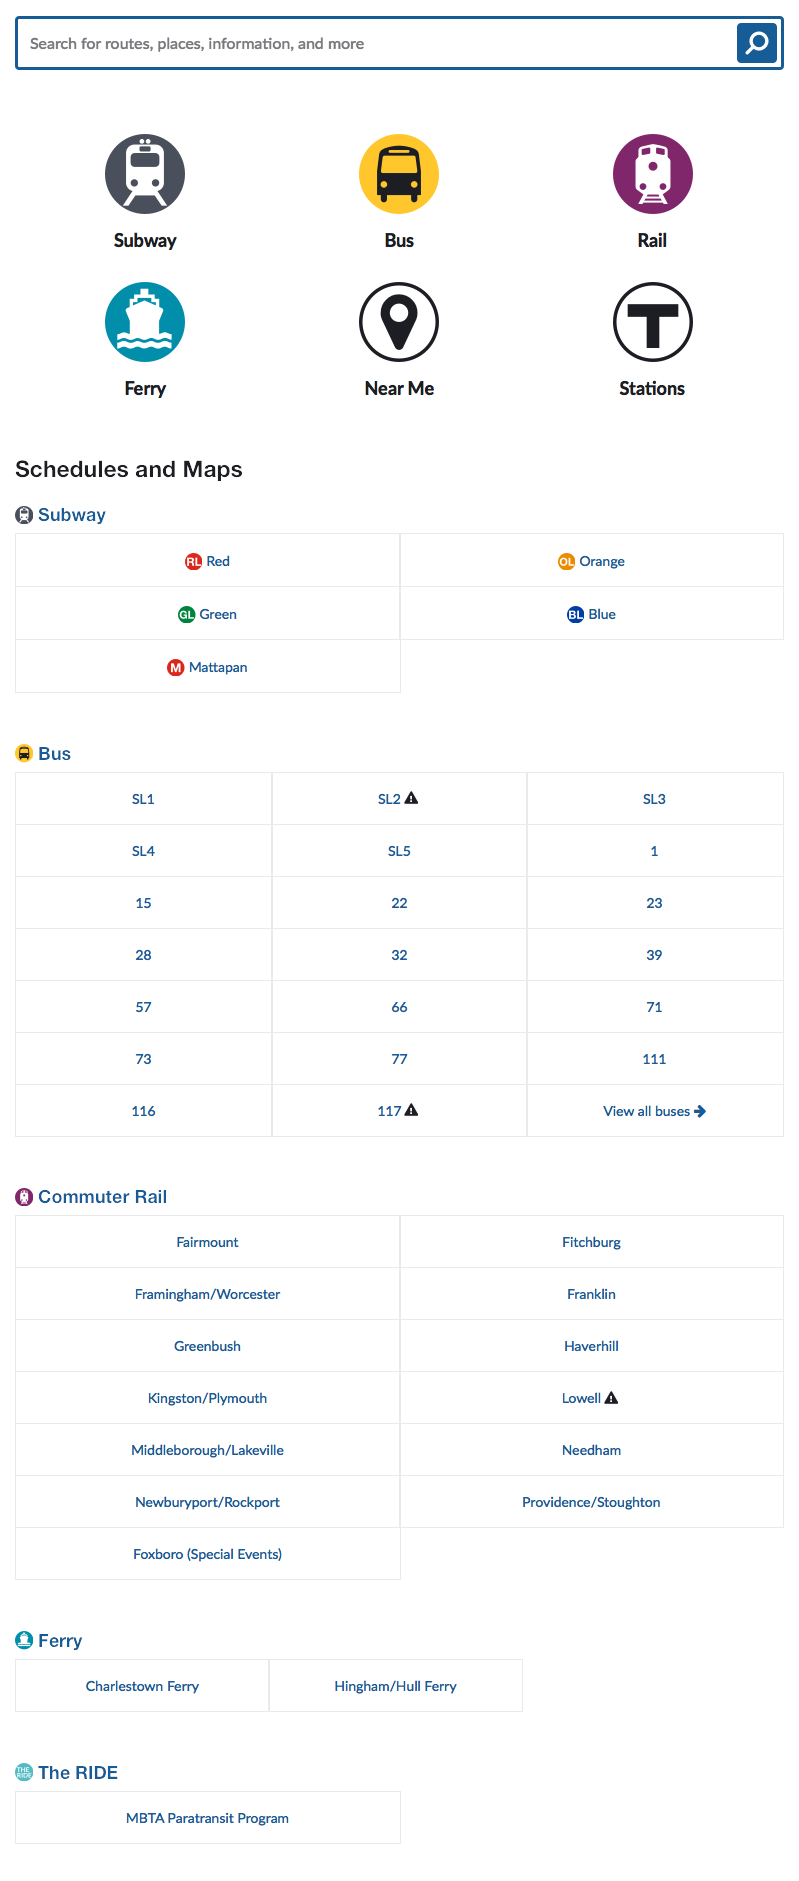 Search for routes, places, information, and more
Subway Bus Rail
Ferry Near Me Stations
Schedules and Maps
Subway
RL Red OL Orange
GL Green BL Blue
M Mattapan
Bus
SL1 SL2 SL3
SL4 SL5 1
15 22 23
28 32 39
57 66 71
73 77 111
116 117 View all buses
Commuter Rail
Fairmount Fitchburg
Framingham/Worcester Franklin
Greenbush Haverhill
Kingston/Plymouth Lowell
Middleborough/Lakeville Needham
Newburyport/Rockport Providence/Stoughton
Foxboro (Special Events)
Ferry
Charlestown Ferry Hingham/Hull Ferry
THE RIDE The RIDE
MBTA Paratransit Program